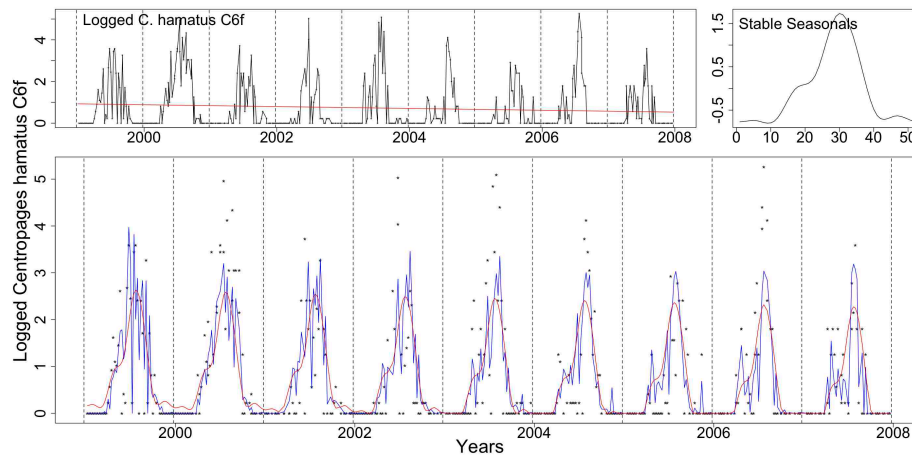 Logged C. hamatus C6f
Stable Seasonals
0 2 4
2000 2002 2004 2006 2008
-0.5 0.5 1.5
0 10 20 30 40 50
Logged Centropages hamatus C6f
0 1 2 3 4 5
2000 2002 2004 2006 2008
Years